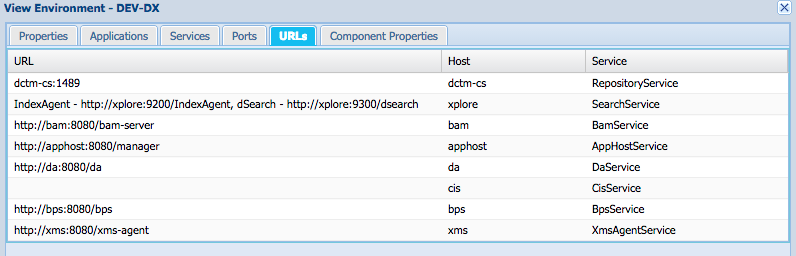 View Environment - DEV-DX
Properties Applications Services Ports URLs Component Properties
URL Host Service
dctm-cs:1489 dctm-cs RepositoryService
IndexAgent - http://xplore:9200/IndexAgent, dSearch - http://xplore:9300/dsearch xplore SearchService
http://bam:8080/bam-server bam BamService
http://apphost:8080/manager apphost AppHostService
http://da:8080/da da DaService
cis CisService
http://bps:8080/bps bps BpsService
http://xms:8080/xms-agent xms XmsAgentService